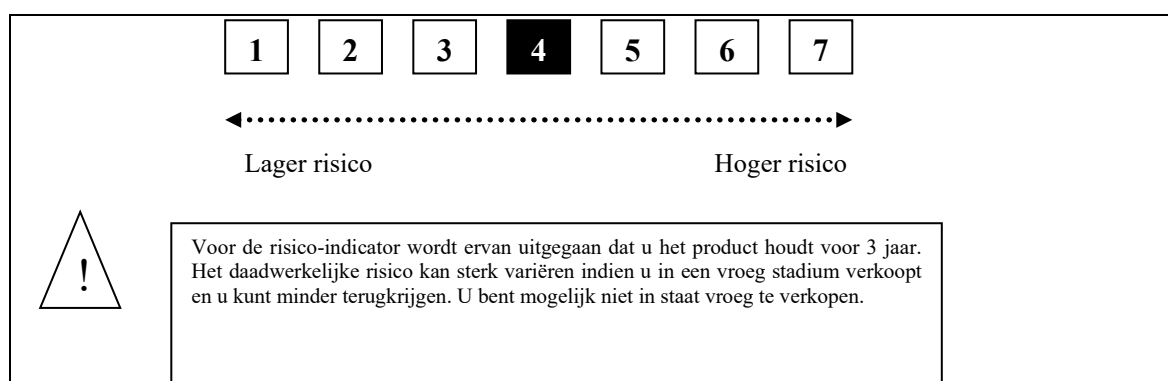 1 2 3 4 5 6 7
Lager risico Hoger risico
!
Voor de risico-indicator wordt ervan uitgegaan dat u het product houdt voor 3 jaar.
Het daadwerkelijke risico kan sterk variëren indien u in een vroeg stadium verkoopt
en u kunt minder terugkrijgen. U bent mogelijk niet in staat vroeg te verkopen.